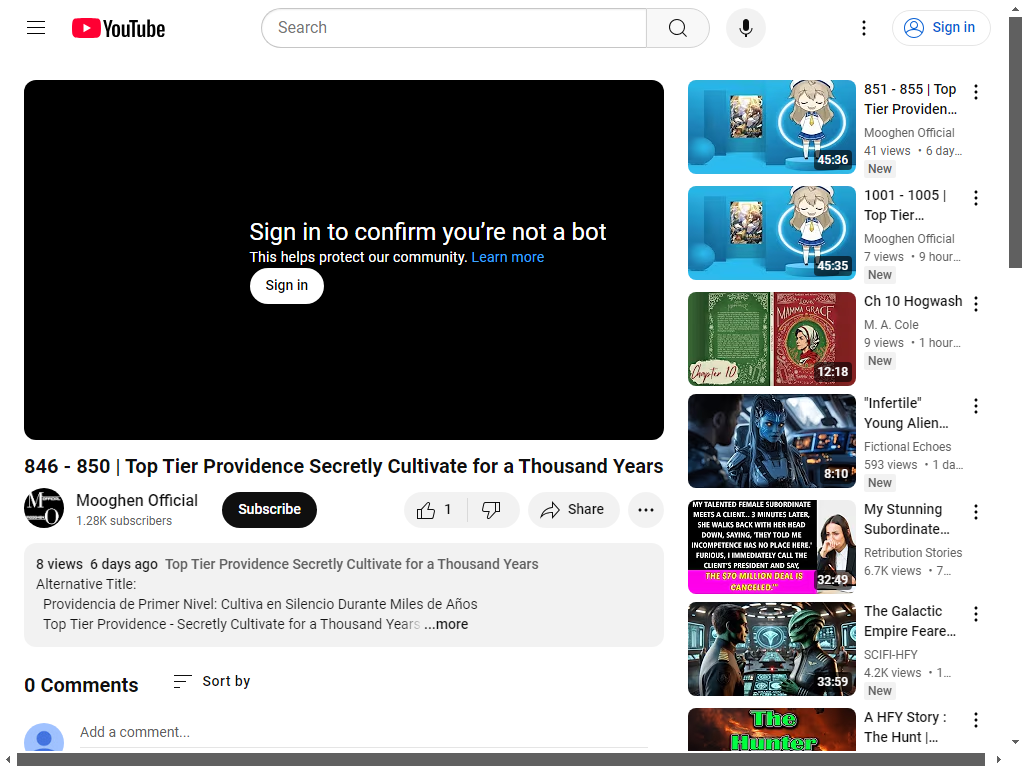 YouTube
Search
Sign in
Sign in to confirm you're not a bot
This helps protect our community. Learn more
Sign in
846 - 850 | Top Tier Providence Secretly Cultivate for a Thousand Years
Mooghen Official
1.28K subscribers
Subscribe
1
Share
8 views 6 days ago Top Tier Providence Secretly Cultivate for a Thousand Years
Alternative Title:
Providencia de Primer Nivel: Cultiva en Silencio Durante Miles de Años
Top Tier Providence - Secretly Cultivate for a Thousand Years ...more
0 Comments
Sort by
Add a comment...
45:36
851 - 855 | Top
Tier Providen...
Mooghen Official
41 views • 6 day...
New
45:35
1001 - 1005 |
Top Tier...
Mooghen Official
7 views • 9 hour...
New
MAMMA GRACE
Chapter 10
12:18
Ch 10 Hogwash
M. A. Cole
9 views • 1 hour...
New
8:10
"Infertile"
Young Alien...
Fictional Echoes
593 views • 1 da...
New
MY TALENTED FEMALE SUBORDINATE
MEETS A CLIENT... 3 MINUTES LATER,
SHE WALKS BACK WITH HER HEAD
DOWN, SAYING, 'THEY TOLD ME
INCOMPETENCE HAS NO PLACE HERE.'
FURIOUS, I IMMEDIATELY CALL THE
CLIENT'S PRESIDENT AND SAY,
'THE $70 MILLION DEAL IS
CANCELED.'"
32:49
My Stunning
Subordinate...
Retribution Stories
6.7K views • 7...
33:59
The Galactic
Empire Feare...
SCIFI-HFY
4.2K views • 1...
New
The
Hunter
A HFY Story :
The Hunt |...